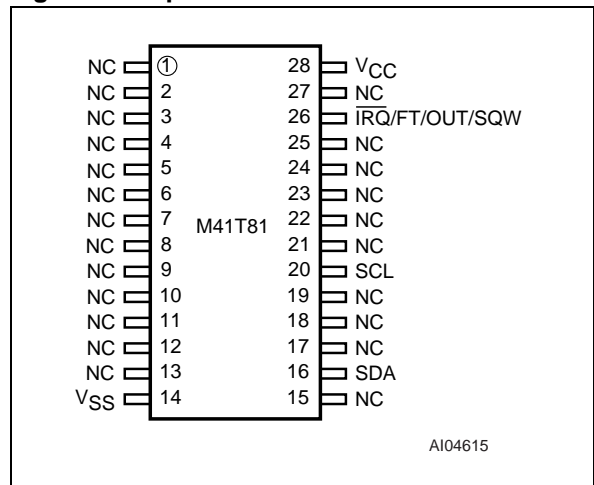 NC 1 28 VCC
NC 2 27 NC
NC 3 26 IRQ/FT/OUT/SQW
NC 4 25 NC
NC 5 24 NC
NC 6 23 NC
NC 7 M41T81 22 NC
NC 8 21 NC
NC 9 20 SCL
NC 10 19 NC
NC 11 18 NC
NC 12 17 NC
NC 13 16 SDA
VSS 14 15 NC
AI04615